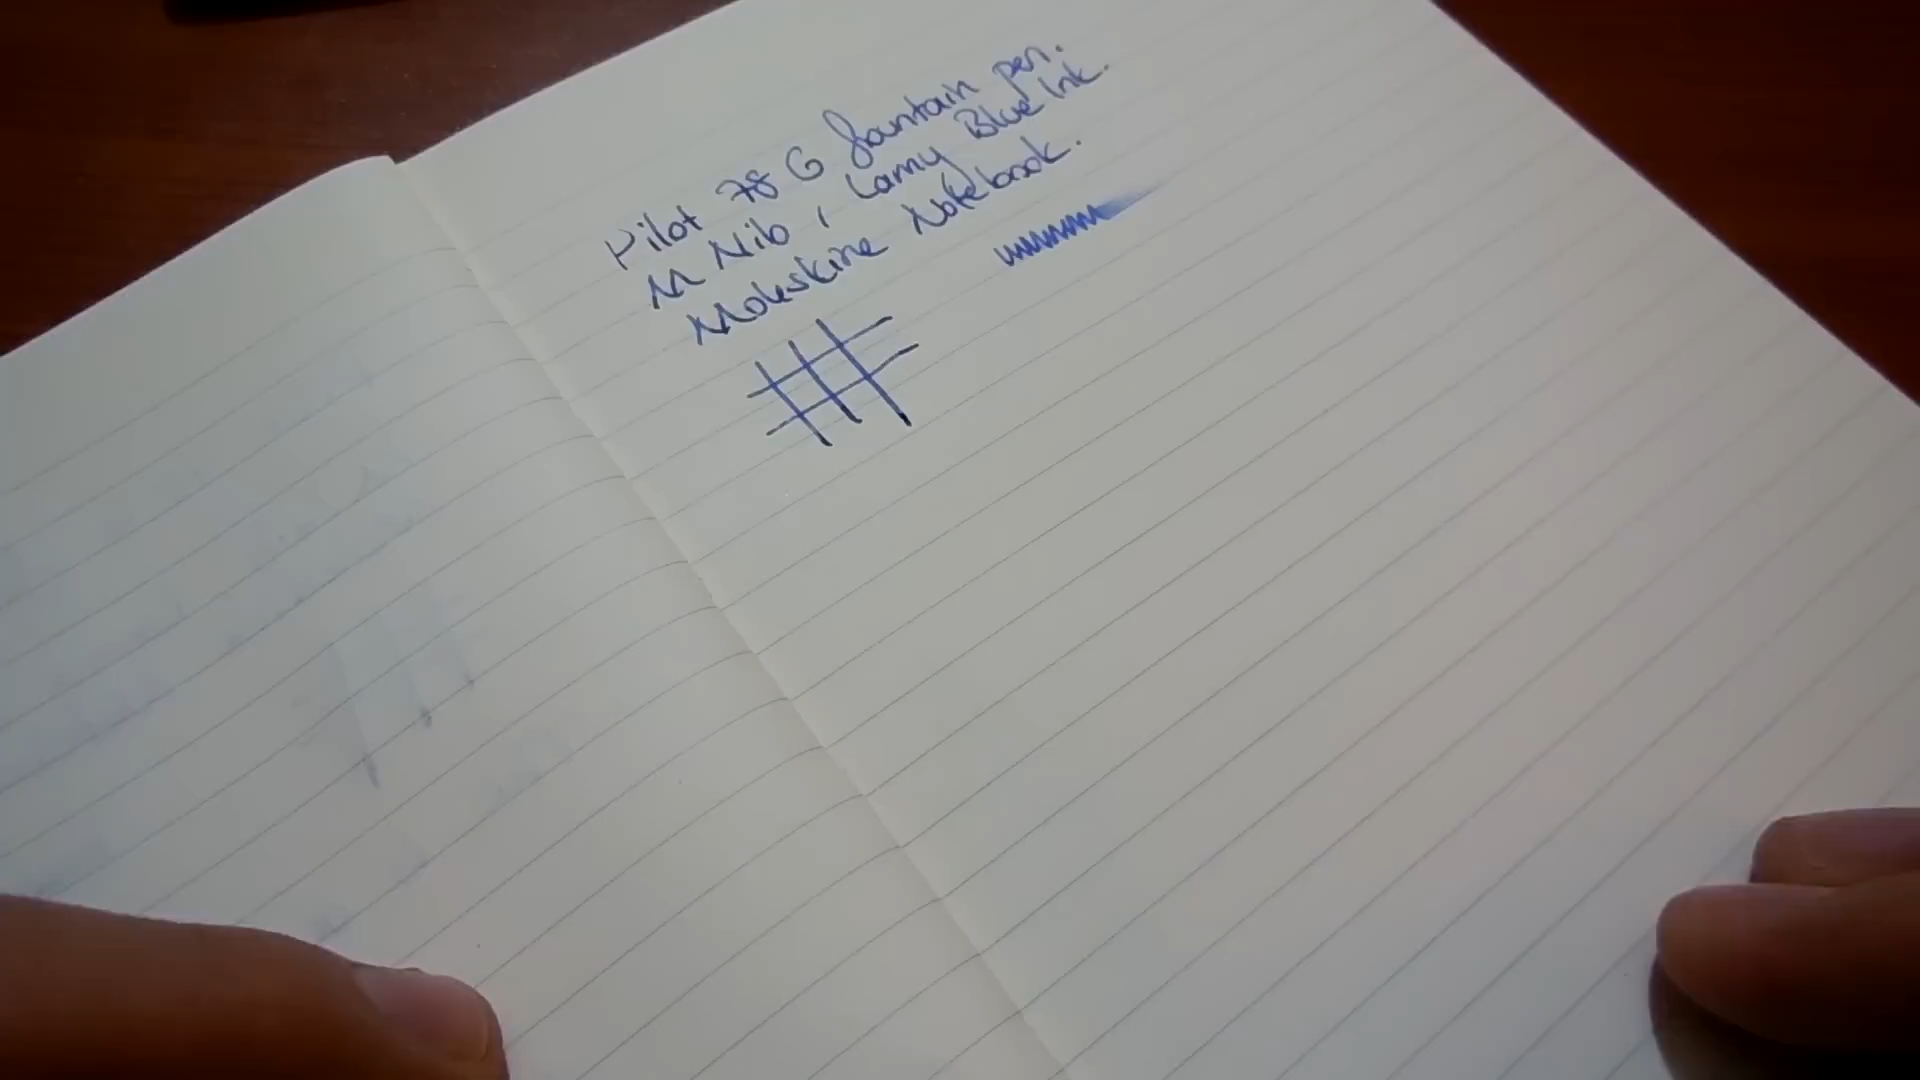 Pilot 78 G fountain pen.
M Nib, Lamy Blue Ink.
Moleskine Notebook.